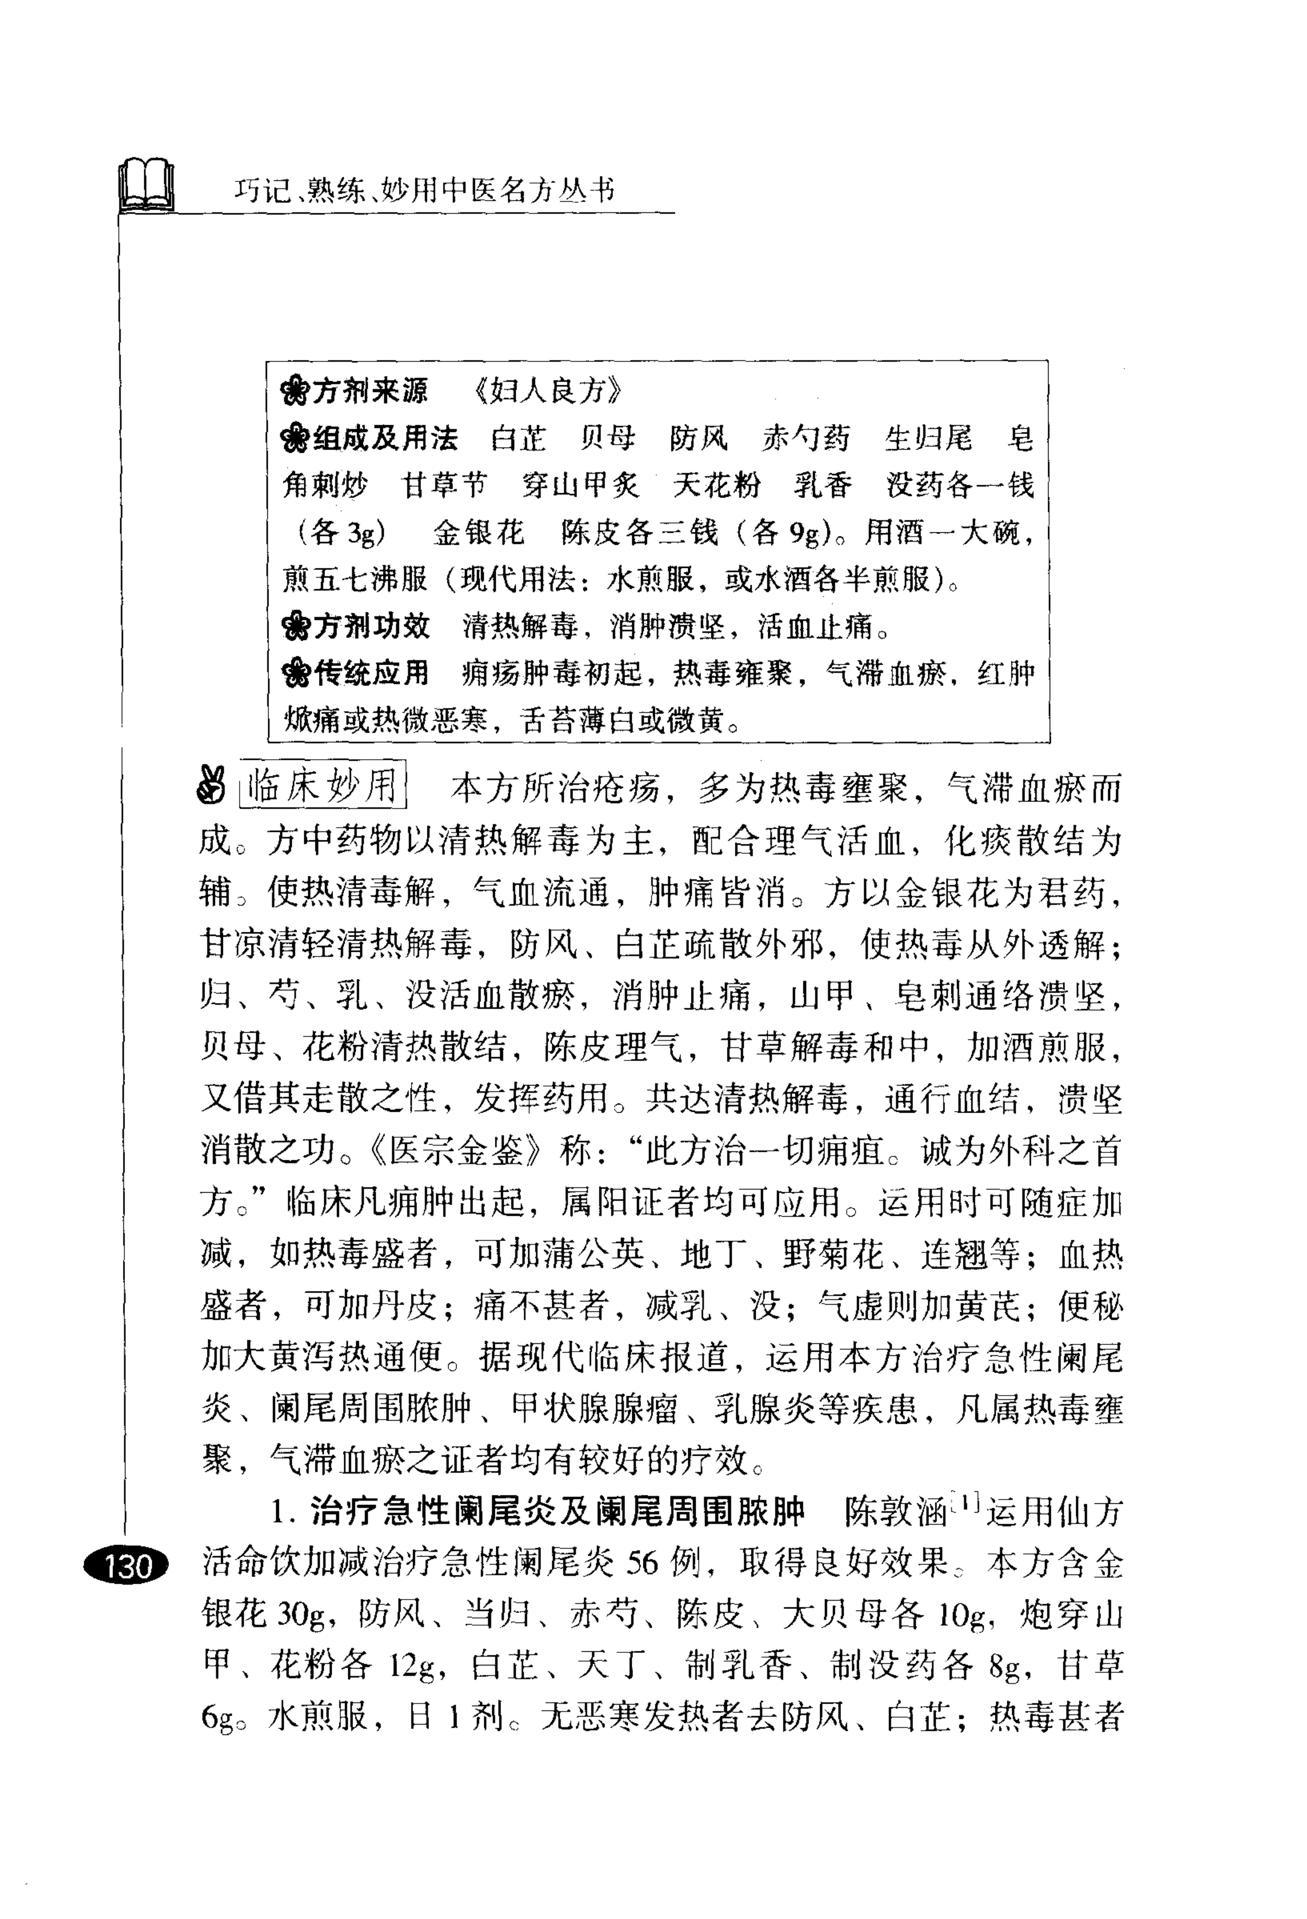 巧记、熟练、妙用中医名方丛书
方剂来源 《妇人良方》
组成及用法 白芷 贝母 防风 赤勺药 生归尾 皂
角刺炒 甘草节 穿山甲炙 天花粉 乳香 没药各一钱
（各3g） 金银花 陈皮各三钱（各9g）。用酒一大碗，
煎五七沸服（现代用法：水煎服，或水酒各半煎服）。
方剂功效 清热解毒，消肿溃坚，活血止痛。
传统应用 痈疡肿毒初起，热毒雍聚，气滞血瘀，红肿
焮痛或热微恶寒，舌苔薄白或微黄。
临床妙用 本方所治疮疡，多为热毒壅聚，气滞血瘀而
成。方中药物以清热解毒为主，配合理气活血，化痰散结为
辅。使热清毒解，气血流通，肿痛皆消。方以金银花为君药，
甘凉清轻清热解毒，防风、白芷疏散外邪，使热毒从外透解；
归、芍、乳、没活血散瘀，消肿止痛，山甲、皂刺通络溃坚，
贝母、花粉清热散结，陈皮理气，甘草解毒和中，加酒煎服，
又借其走散之性，发挥药用。共达清热解毒，通行血结，溃坚
消散之功。《医宗金鉴》称：“此方治一切痈疽。诚为外科之首
方。”临床凡痈肿出起，属阳证者均可应用。运用时可随症加
减，如热毒盛者，可加蒲公英、地丁、野菊花、连翘等；血热
盛者，可加丹皮；痛不甚者，减乳、没；气虚则加黄芪；便秘
加大黄泻热通便。据现代临床报道，运用本方治疗急性阑尾
炎、阑尾周围脓肿、甲状腺腺瘤、乳腺炎等疾患，凡属热毒壅
聚，气滞血瘀之证者均有较好的疗效。
1. 治疗急性阑尾炎及阑尾周围脓肿 陈敦涵[1]运用仙方
活命饮加减治疗急性阑尾炎56例，取得良好效果。本方含金
银花30g，防风、当归、赤芍、陈皮、大贝母各10g，炮穿山
甲、花粉各12g，白芷、天丁、制乳香、制没药各8g，甘草
6g。水煎服，日1剂。无恶寒发热者去防风、白芷；热毒甚者
130